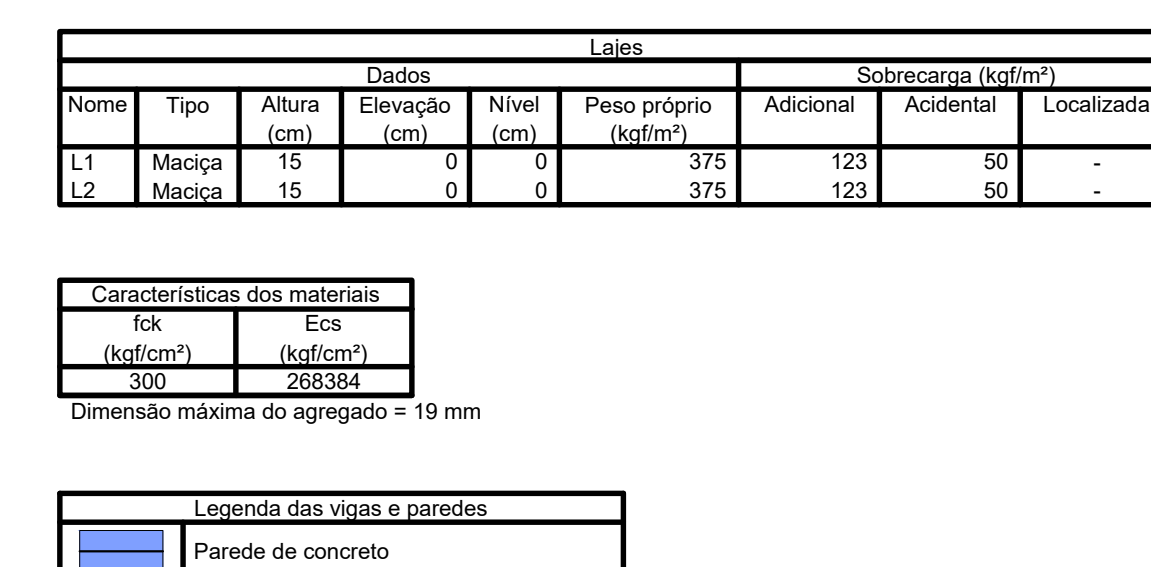 Lajes
Dados Sobrecarga (kgf/m²)
Nome Tipo Altura Elevação Nível Peso próprio Adicional Acidental Localizada
(cm) (cm) (cm) (kgf/m²)
L1 Maciça 15 0 0 375 123 50 -
L2 Maciça 15 0 0 375 123 50 -
Características dos materiais
fck Ecs
(kgf/cm²) (kgf/cm²)
300 268384
Dimensão máxima do agregado = 19 mm
Legenda das vigas e paredes
Parede de concreto